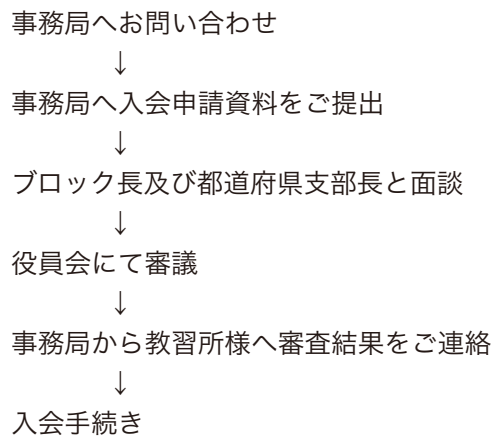 事務局へお問い合わせ
↓
事務局へ入会申請資料をご提出
↓
ブロック長及び都道府県支部長と面談
↓
役員会にて審議
↓
事務局から教習所様へ審査結果をご連絡
↓
入会手続き